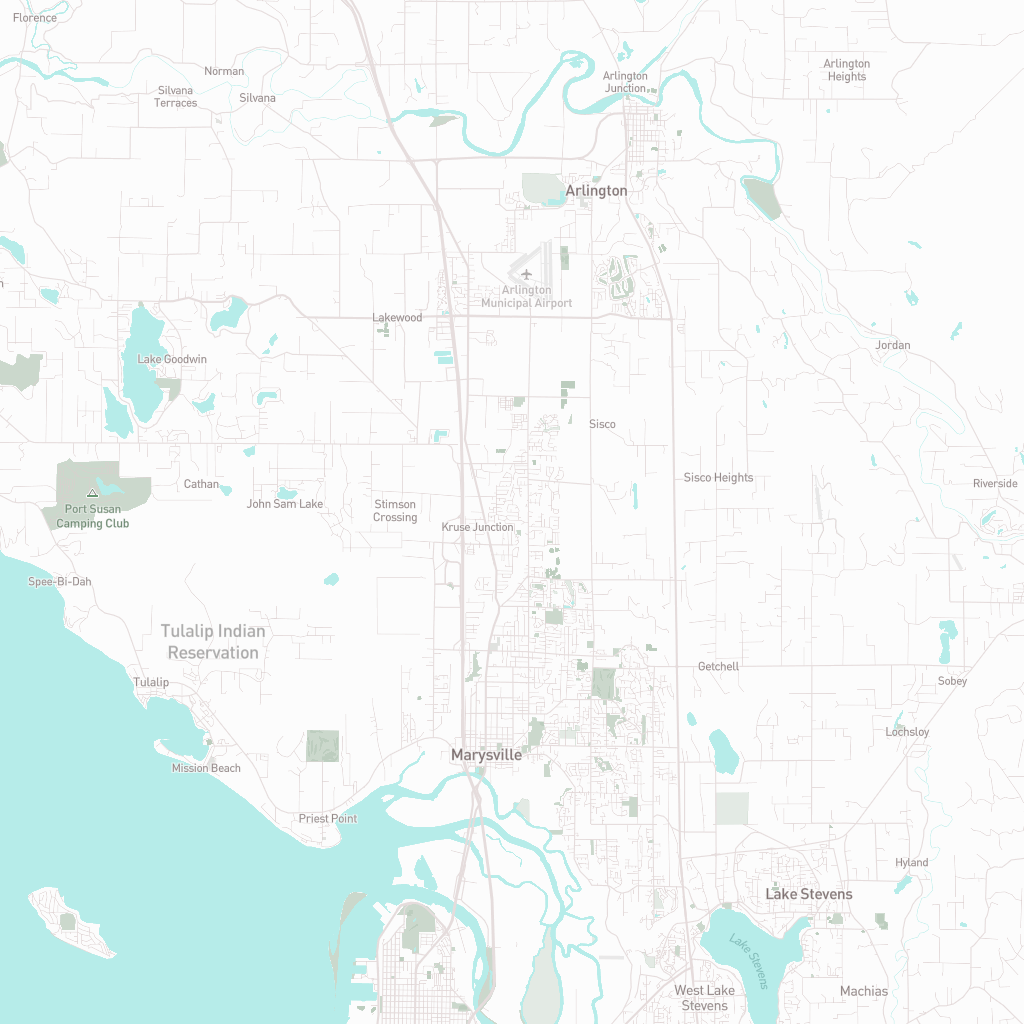 Florence
Norman
Silvana
Terraces
Silvana
Arlington
Junction
Arlington
Heights
Arlington
Arlington
Municipal Airport
Lakewood
Lake Goodwin
Jordan
Sisco
Cathan
John Sam Lake
Stimson
Crossing
Sisco Heights
Riverside
Port Susan
Camping Club
Kruse Junction
Spee-Bi-Dah
Tulalip Indian
Reservation
Getchell
Tulalip
Sobey
Lochsloy
Marysville
Mission Beach
Priest Point
Hyland
Lake Stevens
Lake Stevens
West Lake
Stevens
Machias